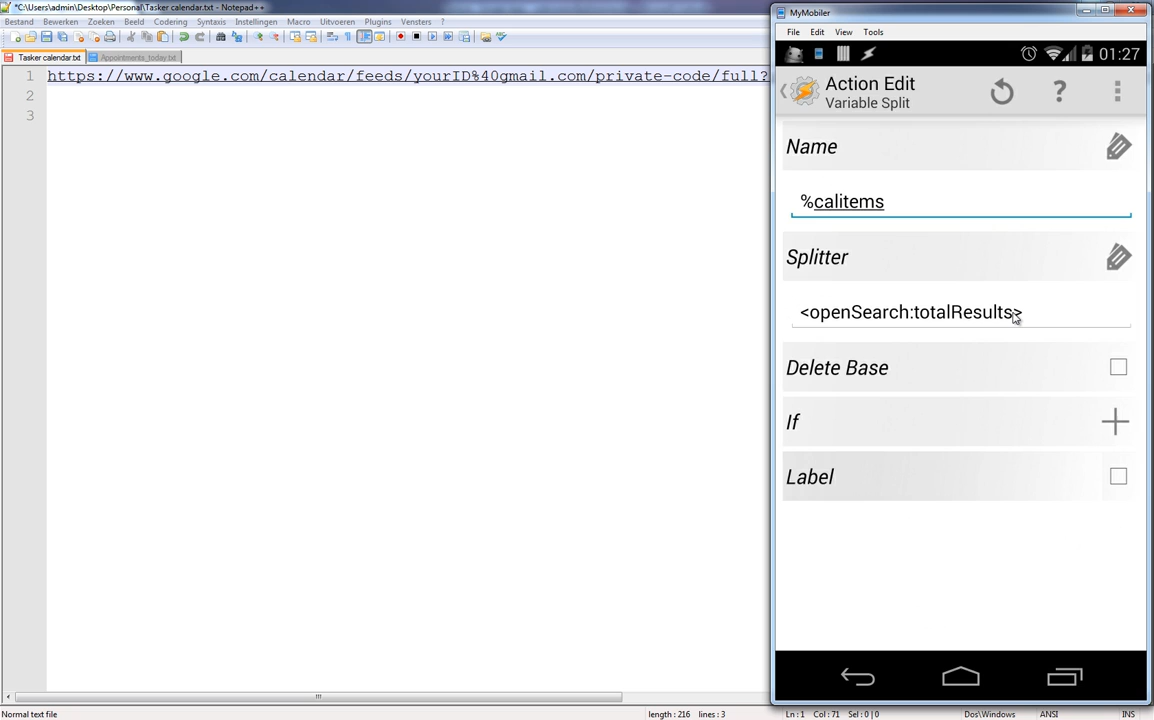 *C:\Users\admin\Desktop\Personal\Tasker calendar.txt - Notepad++
Bestand Bewerken Zoeken Beeld Codering Syntaxis Instellingen Macro Uitvoeren Plugins Vensters ?
Tasker calendar.txt Appointments_today.txt
1 https://www.google.com/calendar/feeds/yourID%40gmail.com/private-code/full?
2
3
Normal text file length : 216 lines : 3 Ln : 1 Col : 71 Sel : 0 | 0 Dos\Windows ANSI INS
MyMobiler
File Edit View Tools
01:27
Action Edit
Variable Split
Name
%calitems
Splitter
<openSearch:totalResults>
Delete Base
If
Label